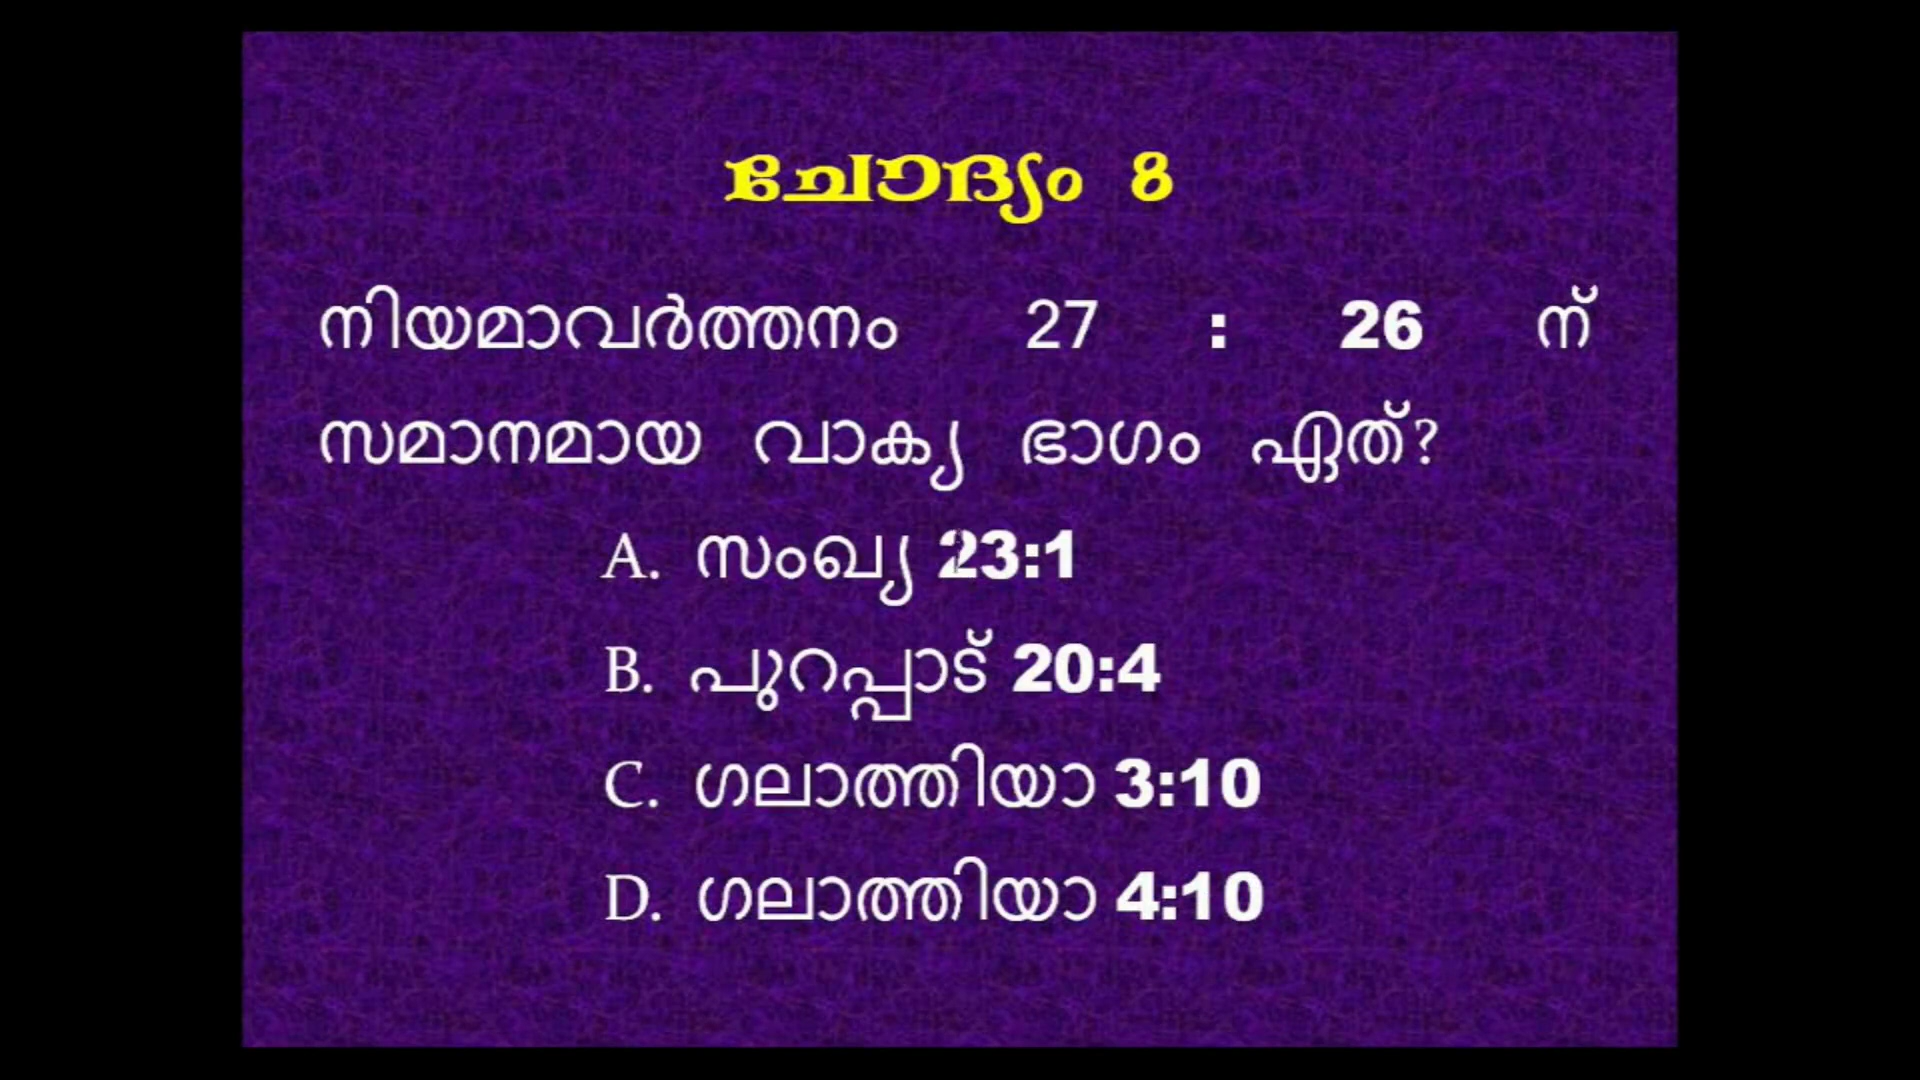 ചോദ്യം 8
നിയമാവർത്തനം 27 : 26 ന്
സമാനമായ വാക്യ ഭാഗം ഏത്?
A. സംഖ്യ 23:1
B. പുറപ്പാട് 20:4
C. ഗലാത്തിയാ 3:10
D. ഗലാത്തിയാ 4:10